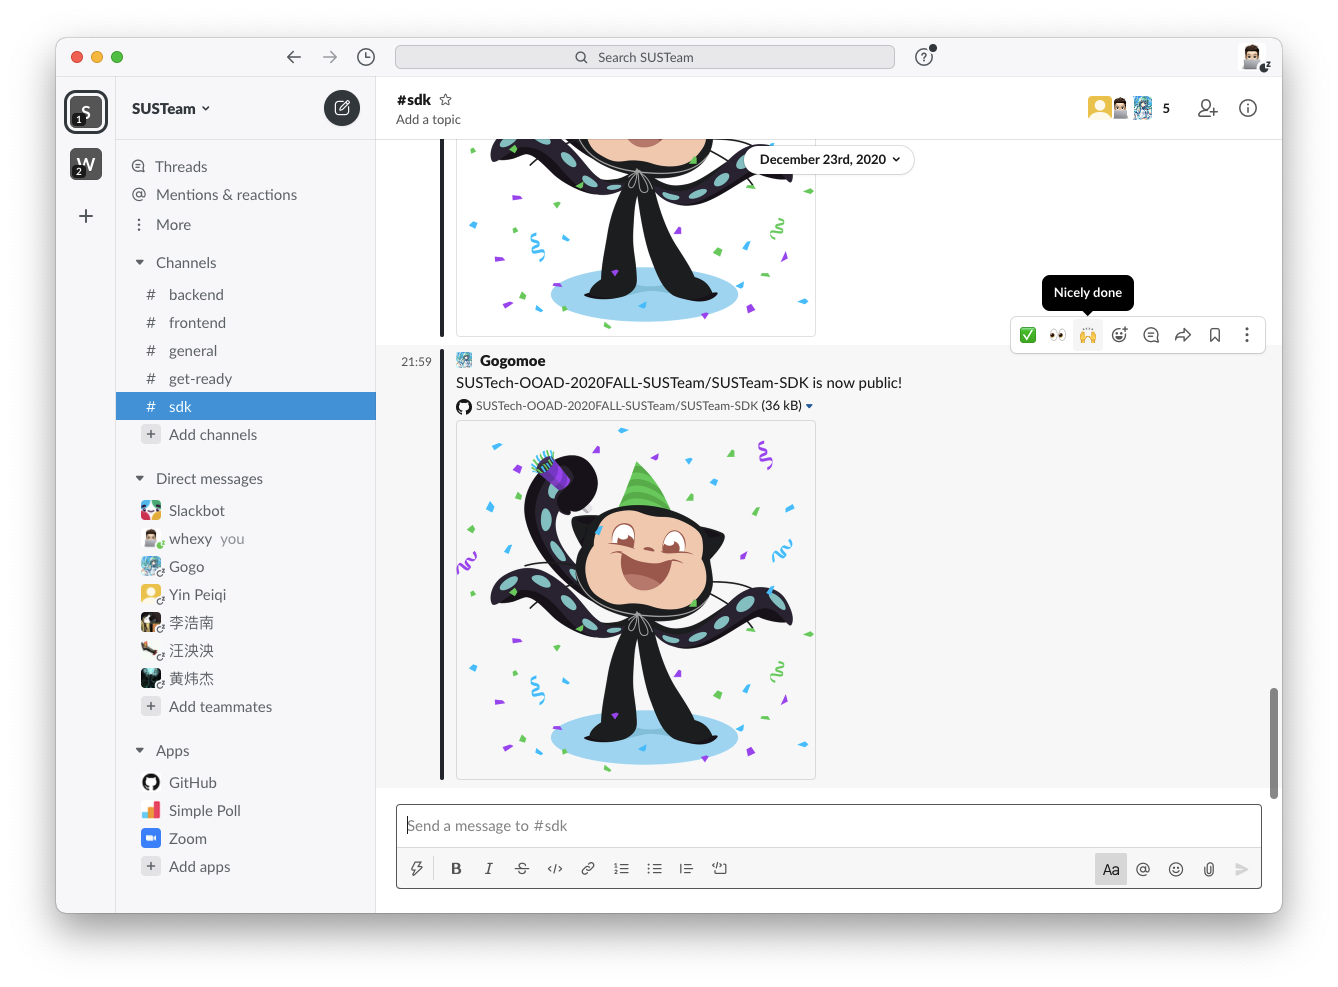 Search SUSTeam
?
S
1
W
2
SUSTeam
Threads
Mentions & reactions
More
Channels
# backend
# frontend
# general
# get-ready
# sdk
+ Add channels
Direct messages
Slackbot
whexy you
Gogo
Yin Peiqi
李浩南
汪泱泱
黄炜杰
+ Add teammates
Apps
GitHub
Simple Poll
Zoom
+ Add apps
#sdk
Add a topic
5
December 23rd, 2020
Nicely done
21:59
Gogomoe
SUSTech-OOAD-2020FALL-SUSTeam/SUSTeam-SDK is now public!
SUSTech-OOAD-2020FALL-SUSTeam/SUSTeam-SDK (36 kB)
Send a message to #sdk
B I S </>
Aa @